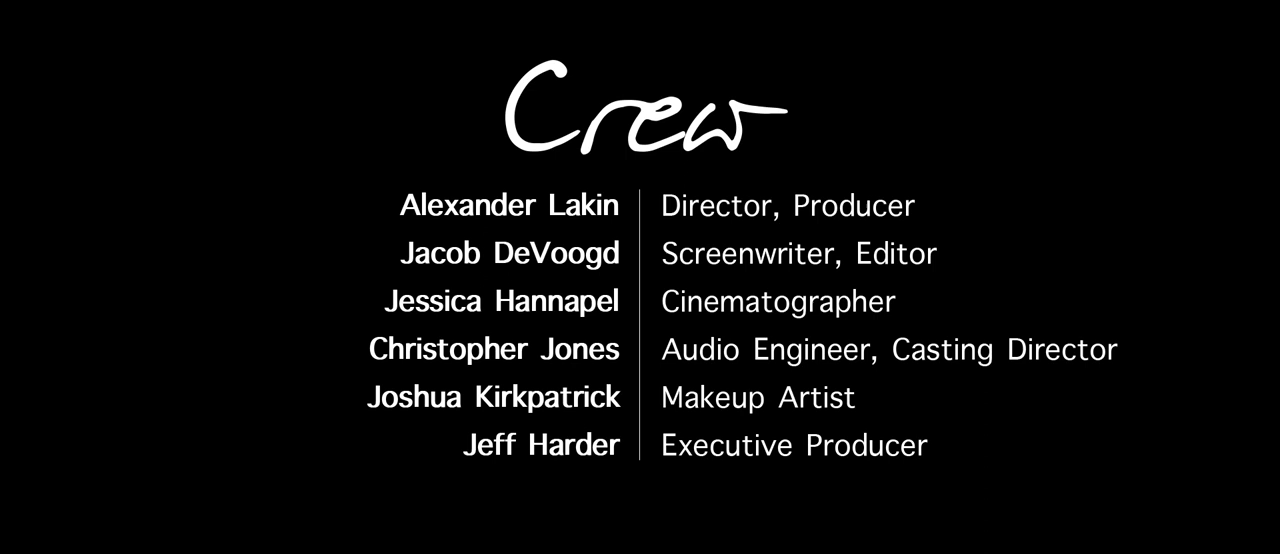 Crew
Alexander Lakin Director, Producer
Jacob DeVoogd Screenwriter, Editor
Jessica Hannapel Cinematographer
Christopher Jones Audio Engineer, Casting Director
Joshua Kirkpatrick Makeup Artist
Jeff Harder Executive Producer